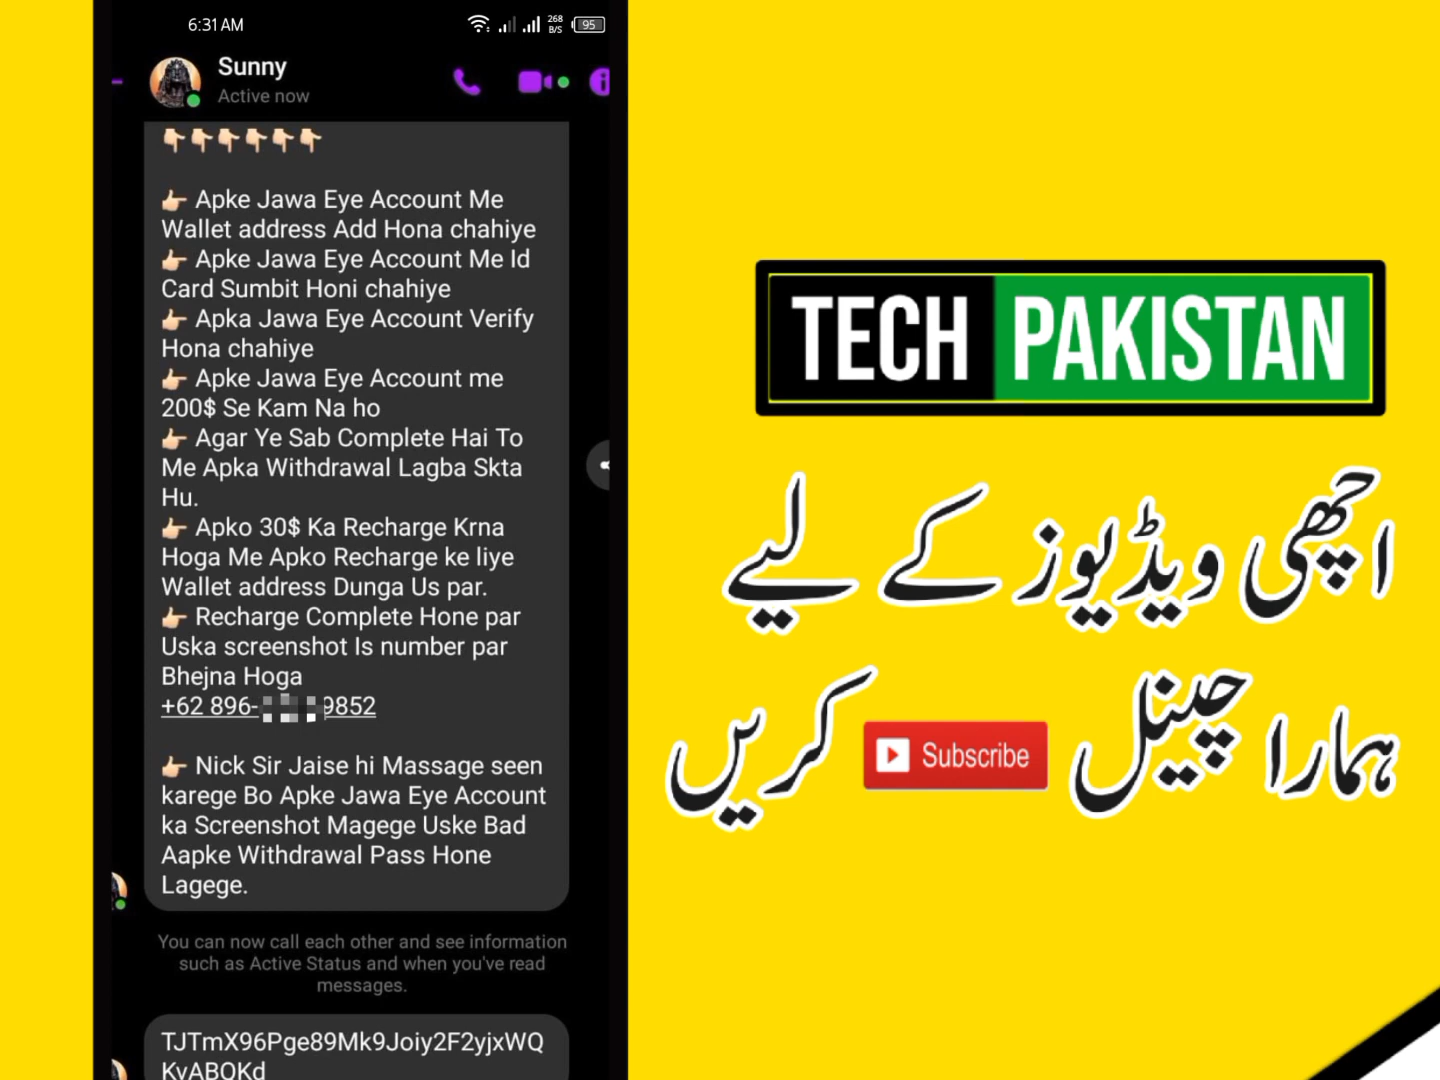 6:31 AM
268 B/S
95
Sunny
Active now
👇🏻👇🏻👇🏻👇🏻👇🏻👇🏻
👉🏻 Apke Jawa Eye Account Me
Wallet address Add Hona chahiye
👉🏻 Apke Jawa Eye Account Me Id
Card Sumbit Honi chahiye
👉🏻 Apka Jawa Eye Account Verify
Hona chahiye
👉🏻 Apke Jawa Eye Account me
200$ Se Kam Na ho
👉🏻 Agar Ye Sab Complete Hai To
Me Apka Withdrawal Lagba Skta
Hu.
👉🏻 Apko 30$ Ka Recharge Krna
Hoga Me Apko Recharge ke liye
Wallet address Dunga Us par.
👉🏻 Recharge Complete Hone par
Uska screenshot Is number par
Bhejna Hoga
+62 896- 9852
👉🏻 Nick Sir Jaise hi Massage seen
karege Bo Apke Jawa Eye Account
ka Screenshot Magege Uske Bad
Aapke Withdrawal Pass Hone
Lagege.
You can now call each other and see information
such as Active Status and when you've read
messages.
TJTmX96Pge89Mk9Joiy2F2yjxWQ
KyABQKd
TECH PAKISTAN
اچھی ویڈیوز کے لیے
ہمارا چینل Subscribe کریں